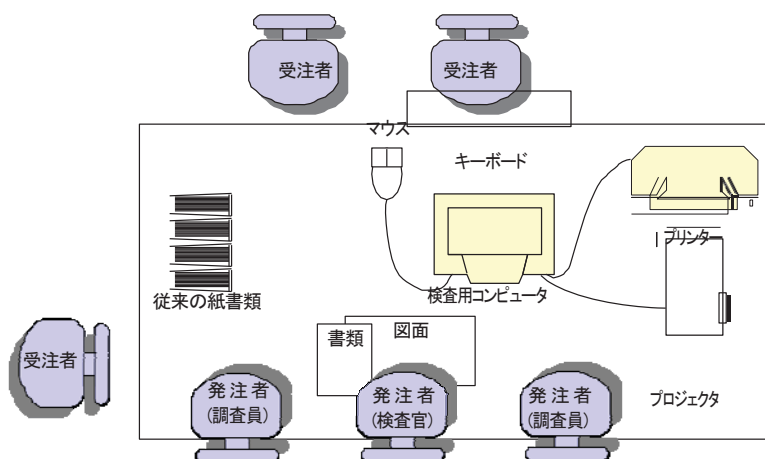 受注者
受注者
マウス
キーボード
プリンター
従来の紙書類
検査用コンピュータ
書類
図面
受注者
発注者
(調査員)
発注者
(検査官)
発注者
(調査員)
プロジェクタ